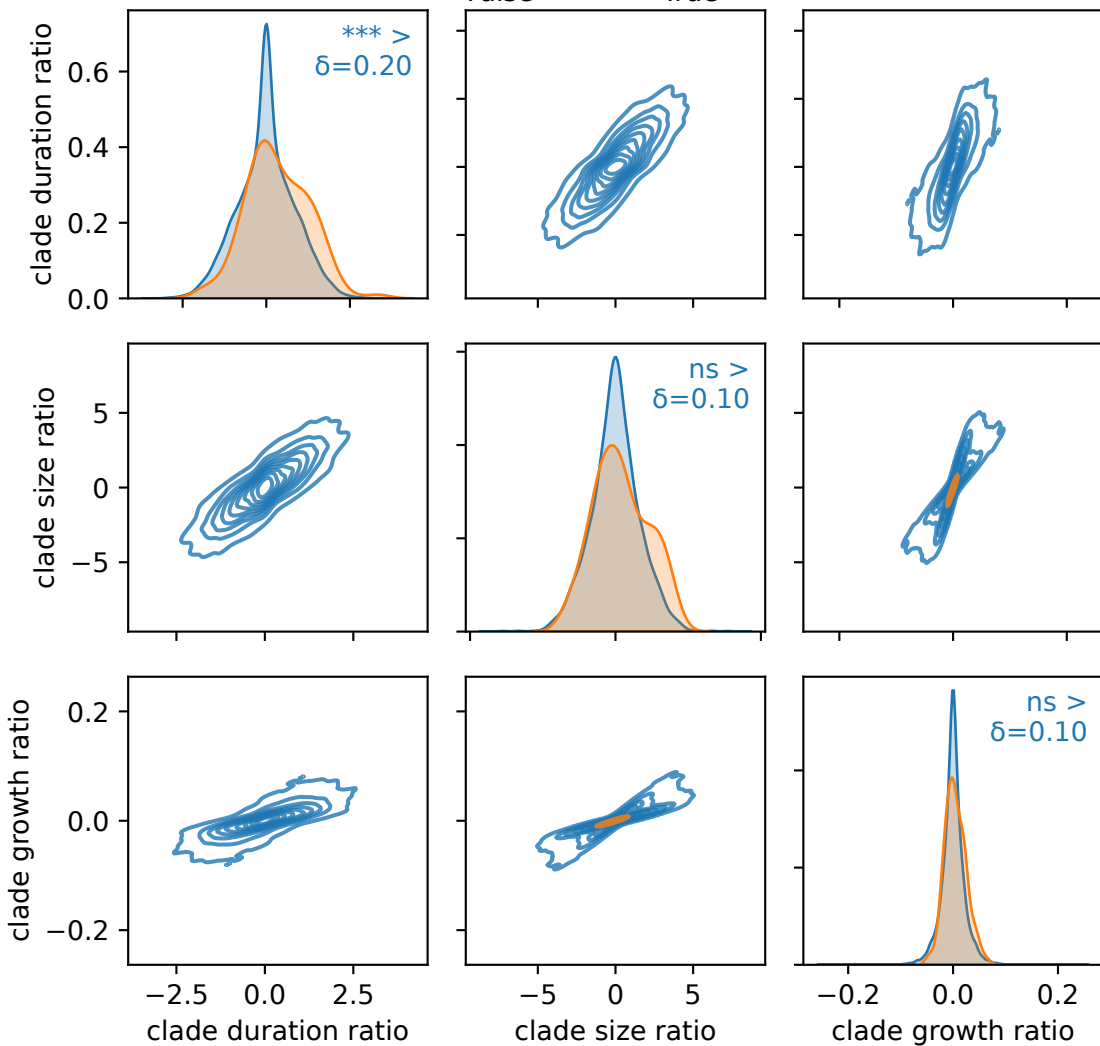 clade duration ratio
0.6
0.4
0.2
0.0
*** >
δ=0.20
clade size ratio
5
0
−5
ns >
δ=0.10
clade growth ratio
0.2
0.0
−0.2
ns >
δ=0.10
−2.5 0.0 2.5
−5 0 5
−0.2 0.0 0.2
clade duration ratio
clade size ratio
clade growth ratio